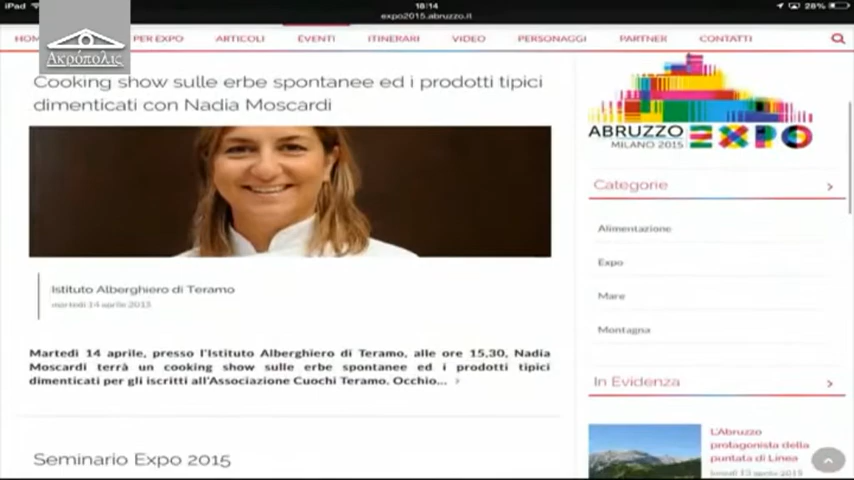 iPad
18:14
28%
expo2015.abruzzo.it
Ακρόπολις
PER EXPO
ARTICOLI
EVENTI
ITINERARI
VIDEO
PERSONAGGI
PARTNER
CONTATTI
Cooking show sulle erbe spontanee ed i prodotti tipici
dimenticati con Nadia Moscardi
Istituto Alberghiero di Teramo
martedì 14 aprile 2015
Martedì 14 aprile, presso l'Istituto Alberghiero di Teramo, alle ore 15,30, Nadia
Moscardi terrà un cooking show sulle erbe spontanee ed i prodotti tipici
dimenticati per gli iscritti all'Associazione Cuochi Teramo. Occhio... ›
Seminario Expo 2015
ABRUZZO EXPO
MILANO 2015
Categorie
Alimentazione
Expo
Mare
Montagna
In Evidenza
L'Abruzzo
protagonista della
puntata di Linea
lunedì 13 aprile 2015